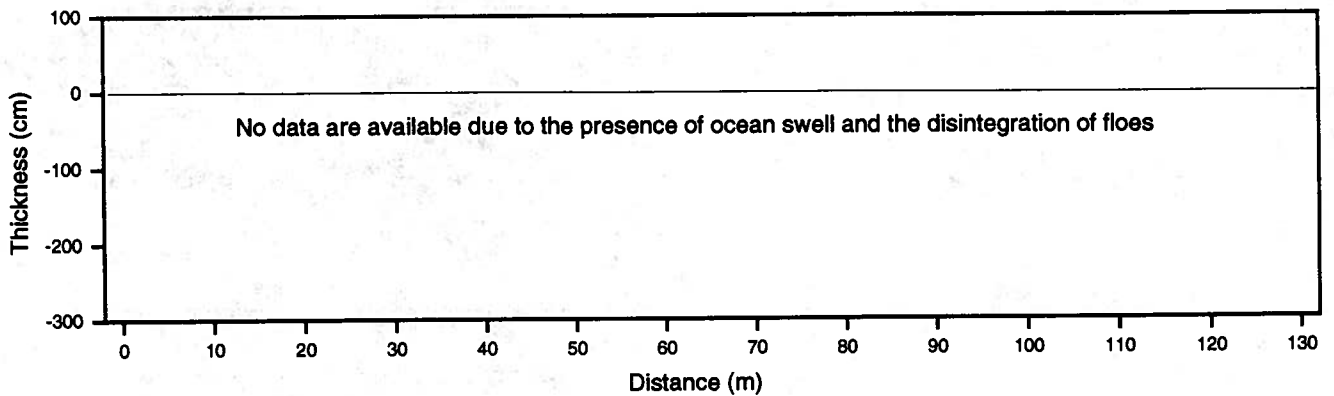 100
0
-100
-200
-300
Thickness (cm)
No data are available due to the presence of ocean swell and the disintegration of floes
0 10 20 30 40 50 60 70 80 90 100 110 120 130
Distance (m)